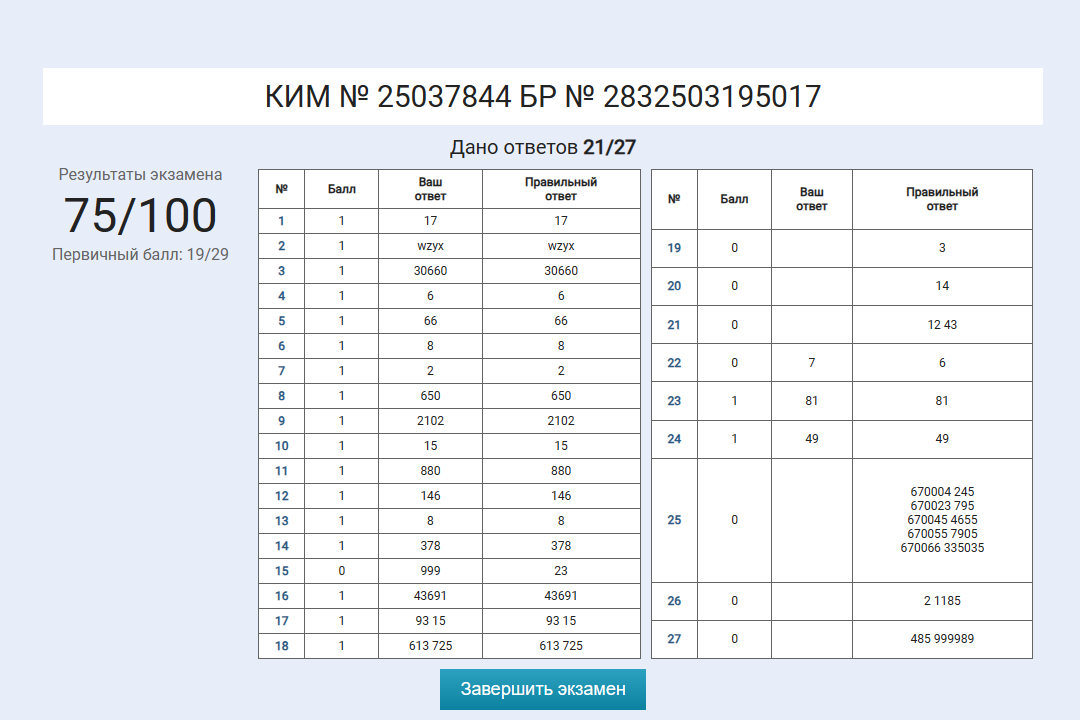 КИМ № 25037844 БР № 2832503195017
Дано ответов 21/27
Результаты экзамена
75/100
Первичный балл: 19/29
№ Балл Ваш ответ Правильный ответ
1 1 17 17
2 1 wzyx wzyx
3 1 30660 30660
4 1 6 6
5 1 66 66
6 1 8 8
7 1 2 2
8 1 650 650
9 1 2102 2102
10 1 15 15
11 1 880 880
12 1 146 146
13 1 8 8
14 1 378 378
15 0 999 23
16 1 43691 43691
17 1 93 15 93 15
18 1 613 725 613 725
№ Балл Ваш ответ Правильный ответ
19 0 3
20 0 14
21 0 12 43
22 0 7 6
23 1 81 81
24 1 49 49
25 0 670004 245
670023 795
670045 4655
670055 7905
670066 335035
26 0 2 1185
27 0 485 999989
Завершить экзамен